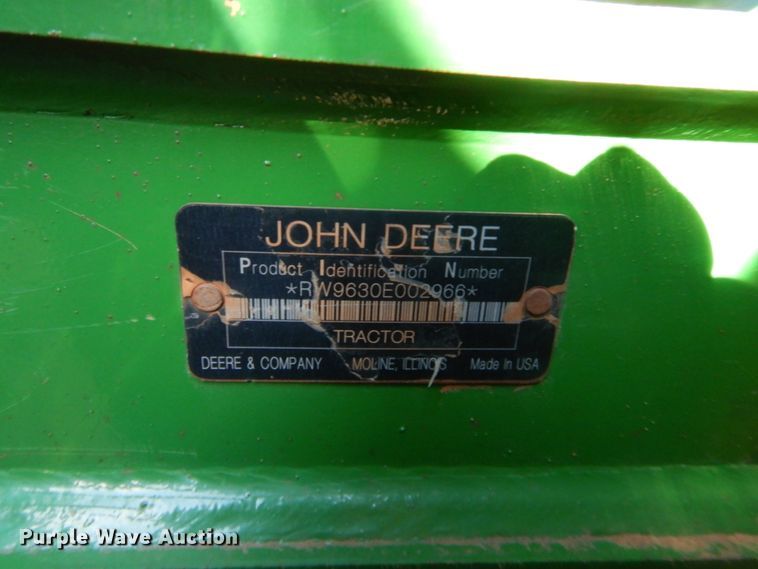 JOHN DEERE
Product Identification Number
*RW9630E002966*
TRACTOR
DEERE & COMPANY MOLINE, ILLINOIS Made In USA
Purple Wave Auction